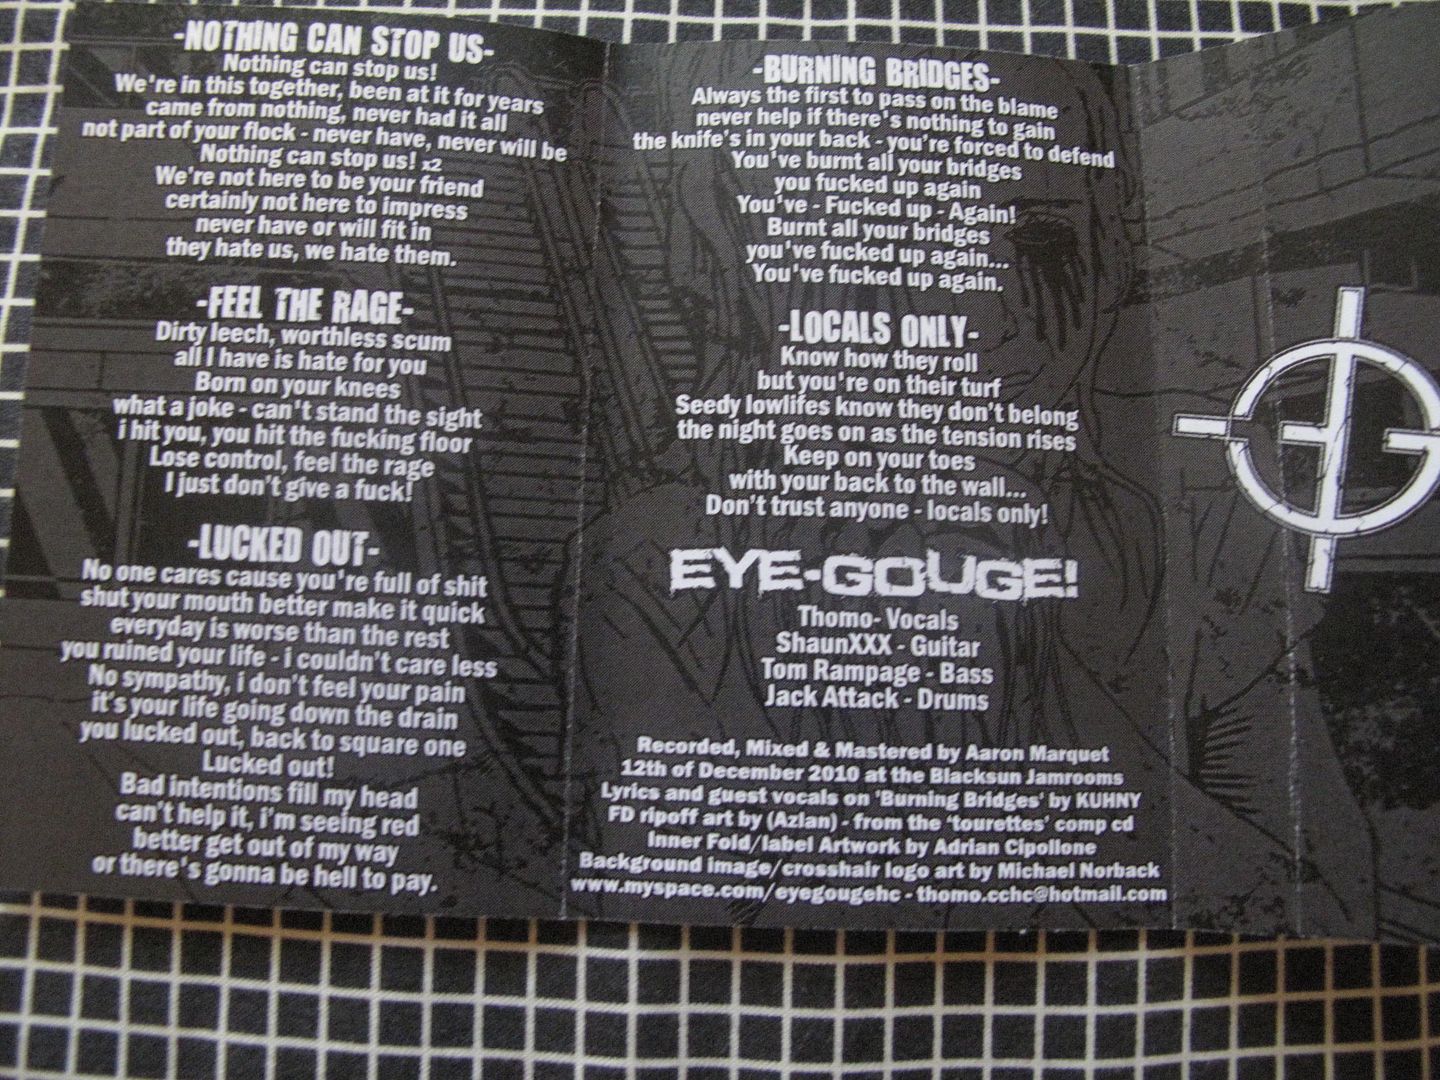 -NOTHING CAN STOP US-
Nothing can stop us!
We're in this together, been at it for years
came from nothing, never had it all
not part of your flock - never have, never will be
Nothing can stop us! x2
We're not here to be your friend
certainly not here to impress
never have or will fit in
they hate us, we hate them.
-FEEL THE RAGE-
Dirty leech, worthless scum
all I have is hate for you
Born on your knees
what a joke - can't stand the sight
i hit you, you hit the fucking floor
Lose control, feel the rage
I just don't give a fuck!
-LUCKED OUT-
No one cares cause you're full of shit
shut your mouth better make it quick
everyday is worse than the rest
you ruined your life - i couldn't care less
No sympathy, i don't feel your pain
it's your life going down the drain
you lucked out, back to square one
Lucked out!
Bad intentions fill my head
can't help it, i'm seeing red
better get out of my way
or there's gonna be hell to pay.
-BURNING BRIDGES-
Always the first to pass on the blame
never help if there's nothing to gain
the knife's in your back - you're forced to defend
You've burnt all your bridges
you fucked up again
You've - Fucked up - Again!
Burnt all your bridges
you've fucked up again...
You've fucked up again.
-LOCALS ONLY-
Know how they roll
but you're on their turf
Seedy lowlifes know they don't belong
the night goes on as the tension rises
Keep on your toes
with your back to the wall...
Don't trust anyone - locals only!
EYE-GOUGE!
Thomo- Vocals
ShaunXXX - Guitar
Tom Rampage - Bass
Jack Attack - Drums
Recorded, Mixed & Mastered by Aaron Marquet
12th of December 2010 at the Blacksun Jamrooms
Lyrics and guest vocals on 'Burning Bridges' by KUHNY
FD ripoff art by (Azlan) - from the 'tourettes' comp cd
Inner Fold/label Artwork by Adrian Cipollone
Background image/crosshair logo art by Michael Norback
www.myspace.com/eyegougehc - thomo.cchc@hotmail.com